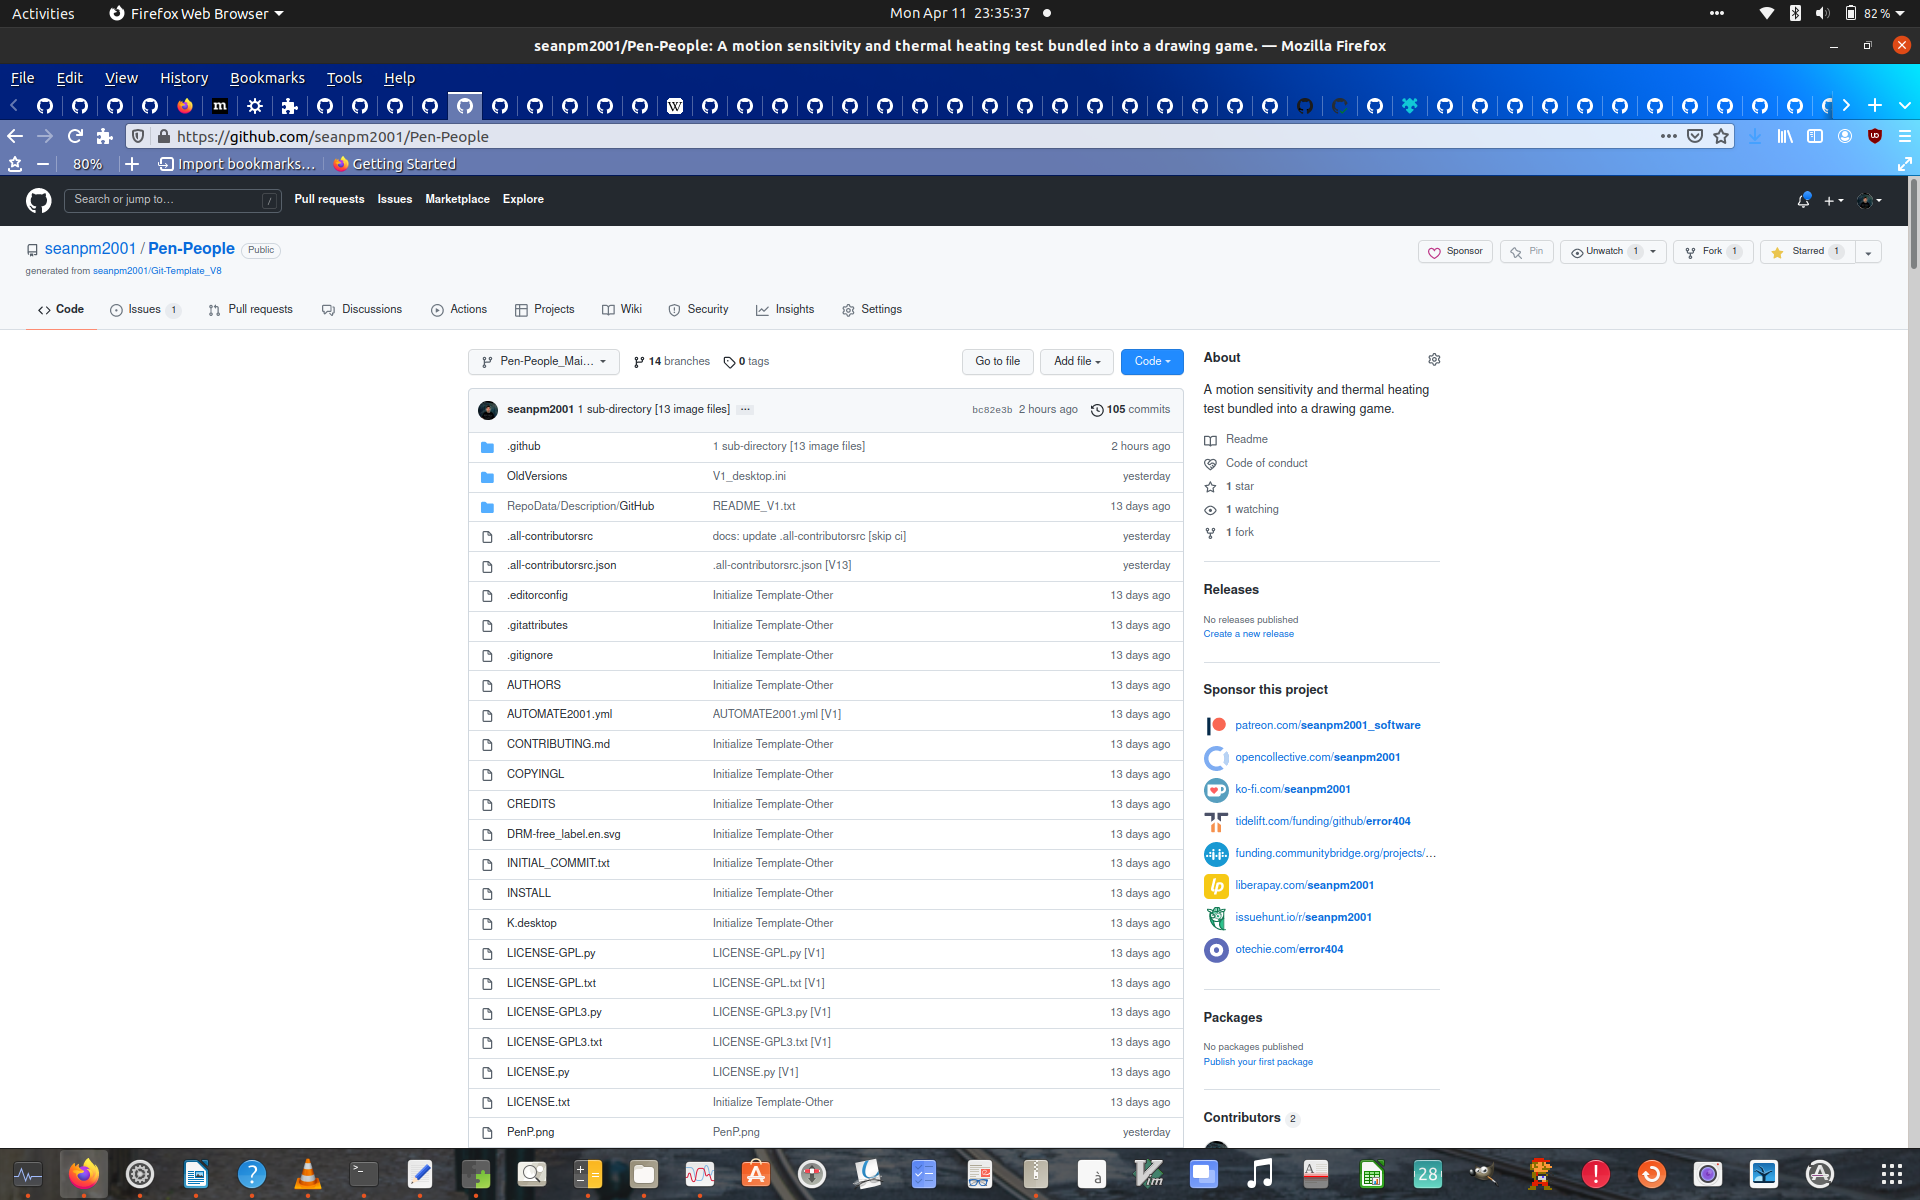 Activities
Firefox Web Browser
Mon Apr 11 23:35:37
82 %
seanpm2001/Pen-People: A motion sensitivity and thermal heating test bundled into a drawing game. — Mozilla Firefox
File Edit View History Bookmarks Tools Help
https://github.com/seanpm2001/Pen-People
80%
Import bookmarks...
Getting Started
Search or jump to...
/
Pull requests Issues Marketplace Explore
seanpm2001 / Pen-People Public
generated from seanpm2001/Git-Template_V8
Sponsor
Pin
Unwatch 1
Fork 1
Starred 1
Code
Issues 1
Pull requests
Discussions
Actions
Projects
Wiki
Security
Insights
Settings
Pen-People_Mai...
14 branches
0 tags
Go to file
Add file
Code
seanpm2001 1 sub-directory [13 image files] ...
bc82e3b 2 hours ago 105 commits
.github 1 sub-directory [13 image files] 2 hours ago
OldVersions V1_desktop.ini yesterday
RepoData/Description/GitHub README_V1.txt 13 days ago
.all-contributorsrc docs: update .all-contributorsrc [skip ci] yesterday
.all-contributorsrc.json .all-contributorsrc.json [V13] yesterday
.editorconfig Initialize Template-Other 13 days ago
.gitattributes Initialize Template-Other 13 days ago
.gitignore Initialize Template-Other 13 days ago
AUTHORS Initialize Template-Other 13 days ago
AUTOMATE2001.yml AUTOMATE2001.yml [V1] 13 days ago
CONTRIBUTING.md Initialize Template-Other 13 days ago
COPYINGL Initialize Template-Other 13 days ago
CREDITS Initialize Template-Other 13 days ago
DRM-free_label.en.svg Initialize Template-Other 13 days ago
INITIAL_COMMIT.txt Initialize Template-Other 13 days ago
INSTALL Initialize Template-Other 13 days ago
K.desktop Initialize Template-Other 13 days ago
LICENSE-GPL.py LICENSE-GPL.py [V1] 13 days ago
LICENSE-GPL.txt LICENSE-GPL.txt [V1] 13 days ago
LICENSE-GPL3.py LICENSE-GPL3.py [V1] 13 days ago
LICENSE-GPL3.txt LICENSE-GPL3.txt [V1] 13 days ago
LICENSE.py LICENSE.py [V1] 13 days ago
LICENSE.txt Initialize Template-Other 13 days ago
PenP.png PenP.png yesterday
About
A motion sensitivity and thermal heating
test bundled into a drawing game.
Readme
Code of conduct
1 star
1 watching
1 fork
Releases
No releases published
Create a new release
Sponsor this project
patreon.com/seanpm2001_software
opencollective.com/seanpm2001
ko-fi.com/seanpm2001
tidelift.com/funding/github/error404
funding.communitybridge.org/projects/...
liberapay.com/seanpm2001
issuehunt.io/r/seanpm2001
otechie.com/error404
Packages
No packages published
Publish your first package
Contributors 2
28